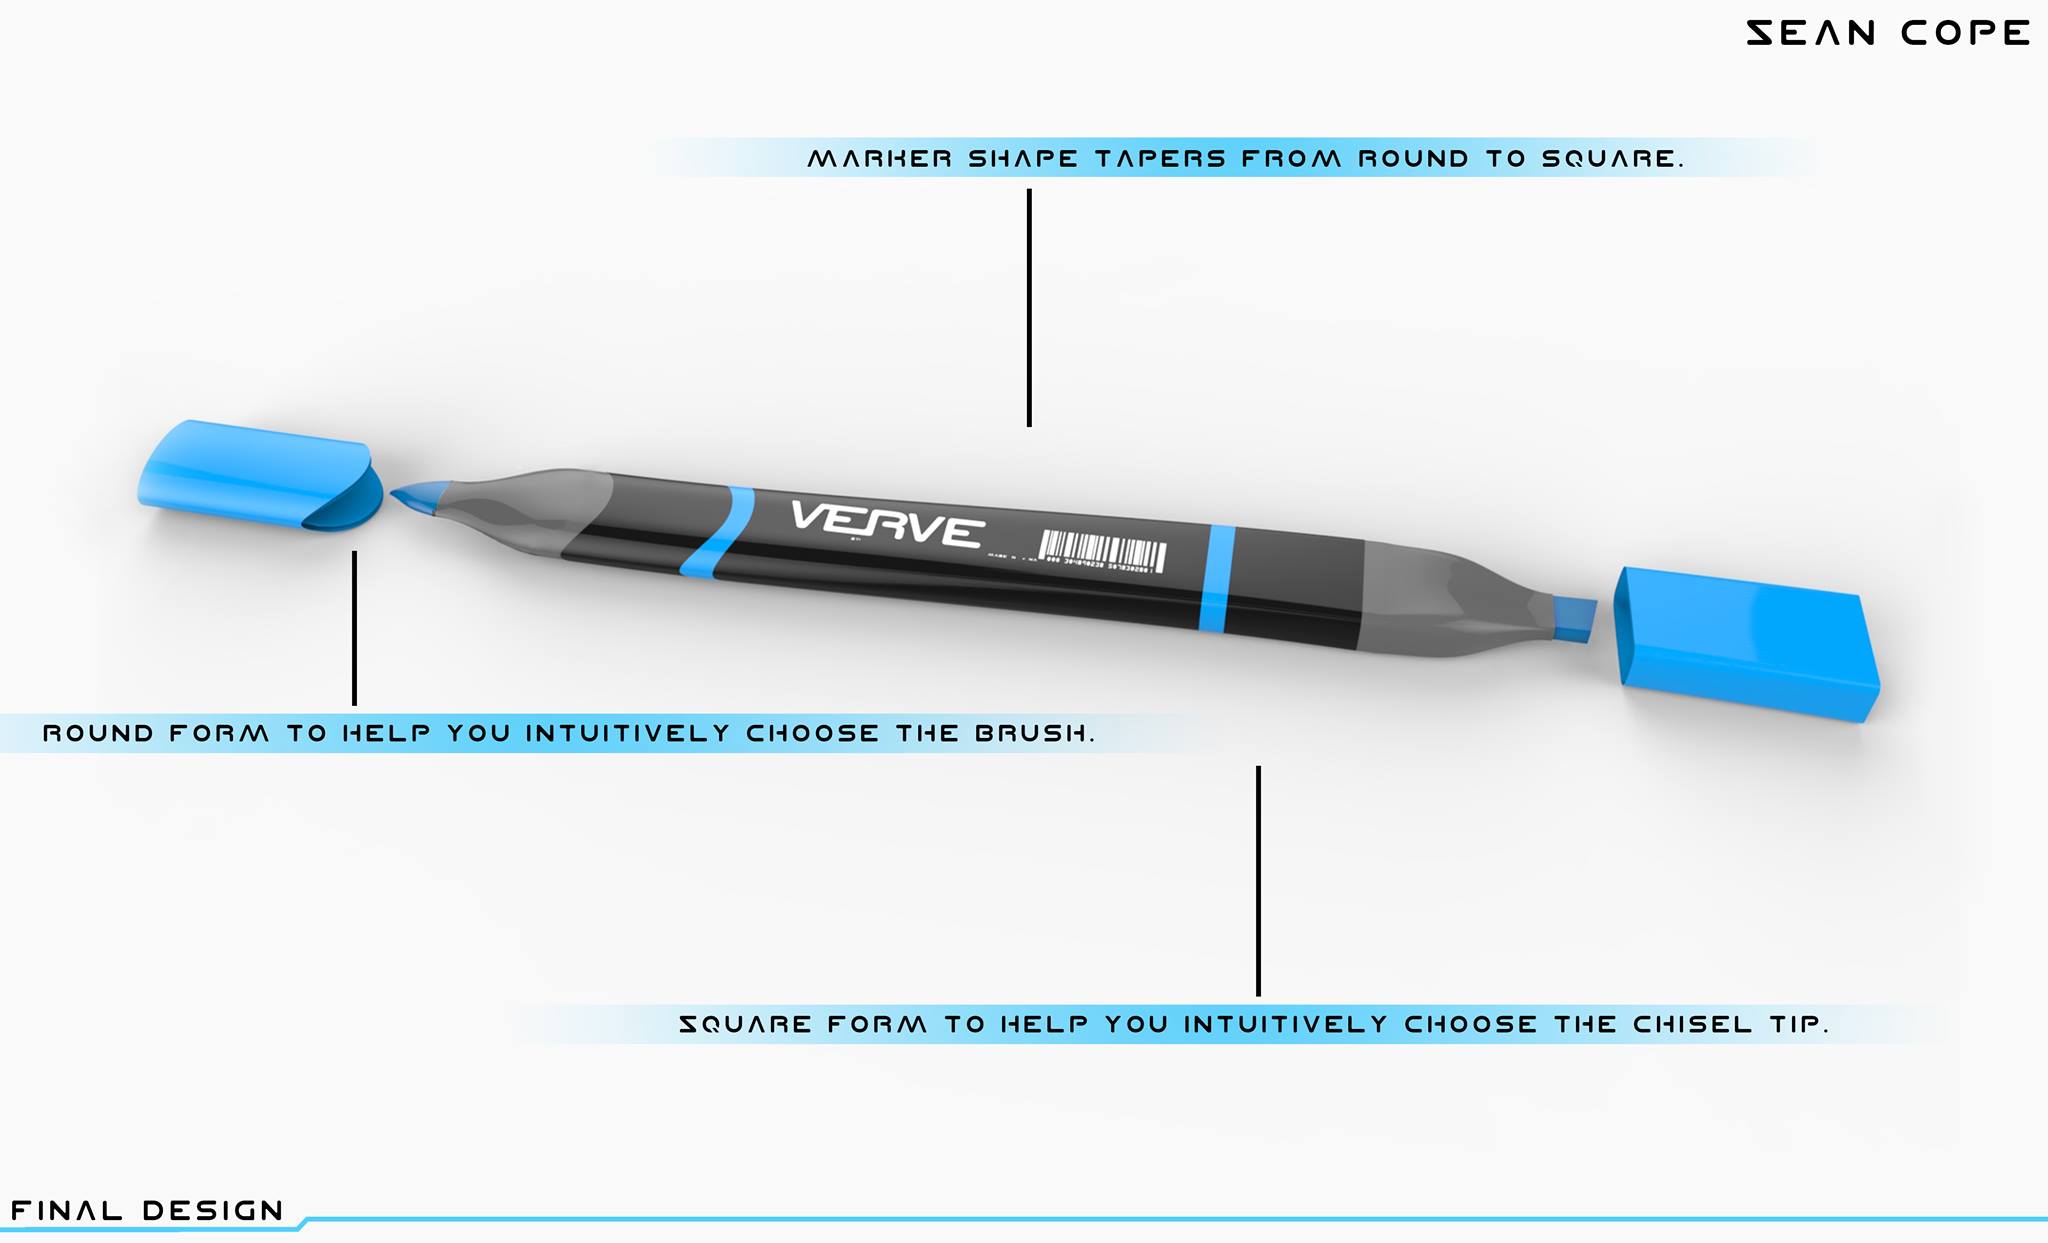 SEAN COPE
MARKER SHAPE TAPERS FROM ROUND TO SQUARE.
VERVE
ROUND FORM TO HELP YOU INTUITIVELY CHOOSE THE BRUSH.
SQUARE FORM TO HELP YOU INTUITIVELY CHOOSE THE CHISEL TIP.
FINAL DESIGN